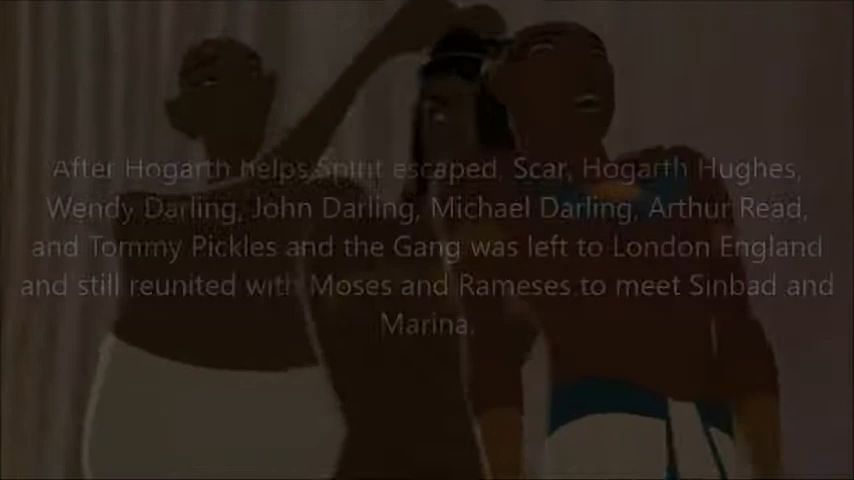 After Hogarth helps Spirit escaped, Scar, Hogarth Hughes,
Wendy Darling, John Darling, Michael Darling, Arthur Read,
and Tommy Pickles and the Gang was left to London England
and still reunited with Moses and Rameses to meet Sinbad and
Marina.